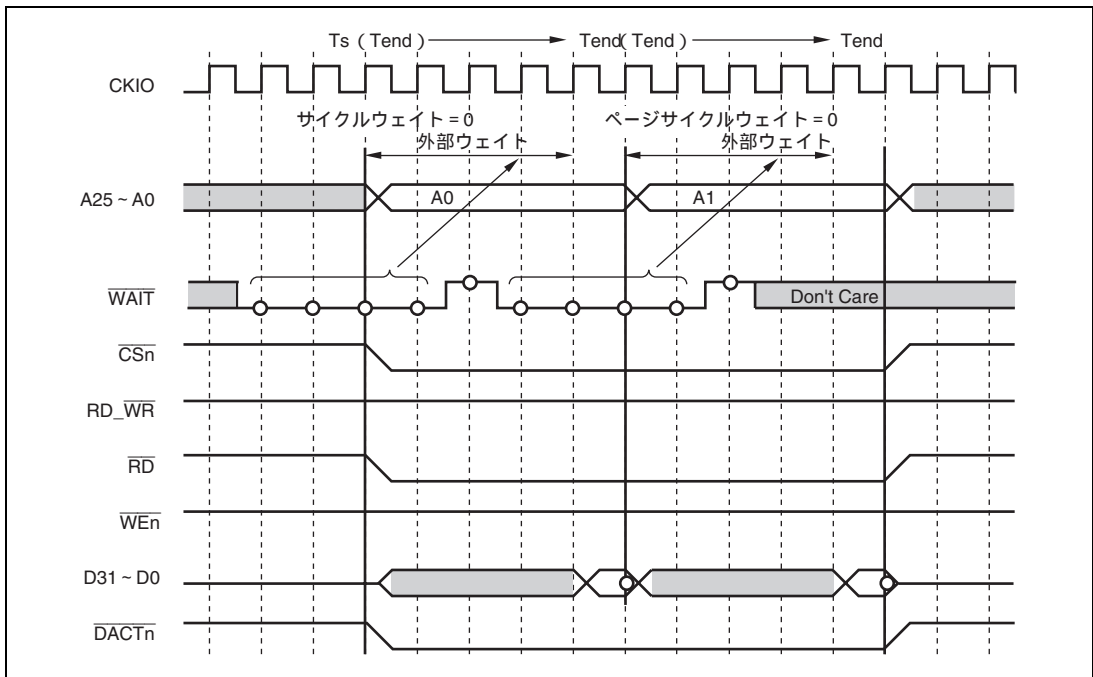 Ts ( Tend ) Tend ( Tend ) Tend
CKIO
サイクルウェイト = 0 ページサイクルウェイト = 0
外部ウェイト 外部ウェイト
A25 ~ A0 A0 A1
WAIT Don't Care
CSn
RD_WR
RD
WEn
D31 ~ D0
DACTn